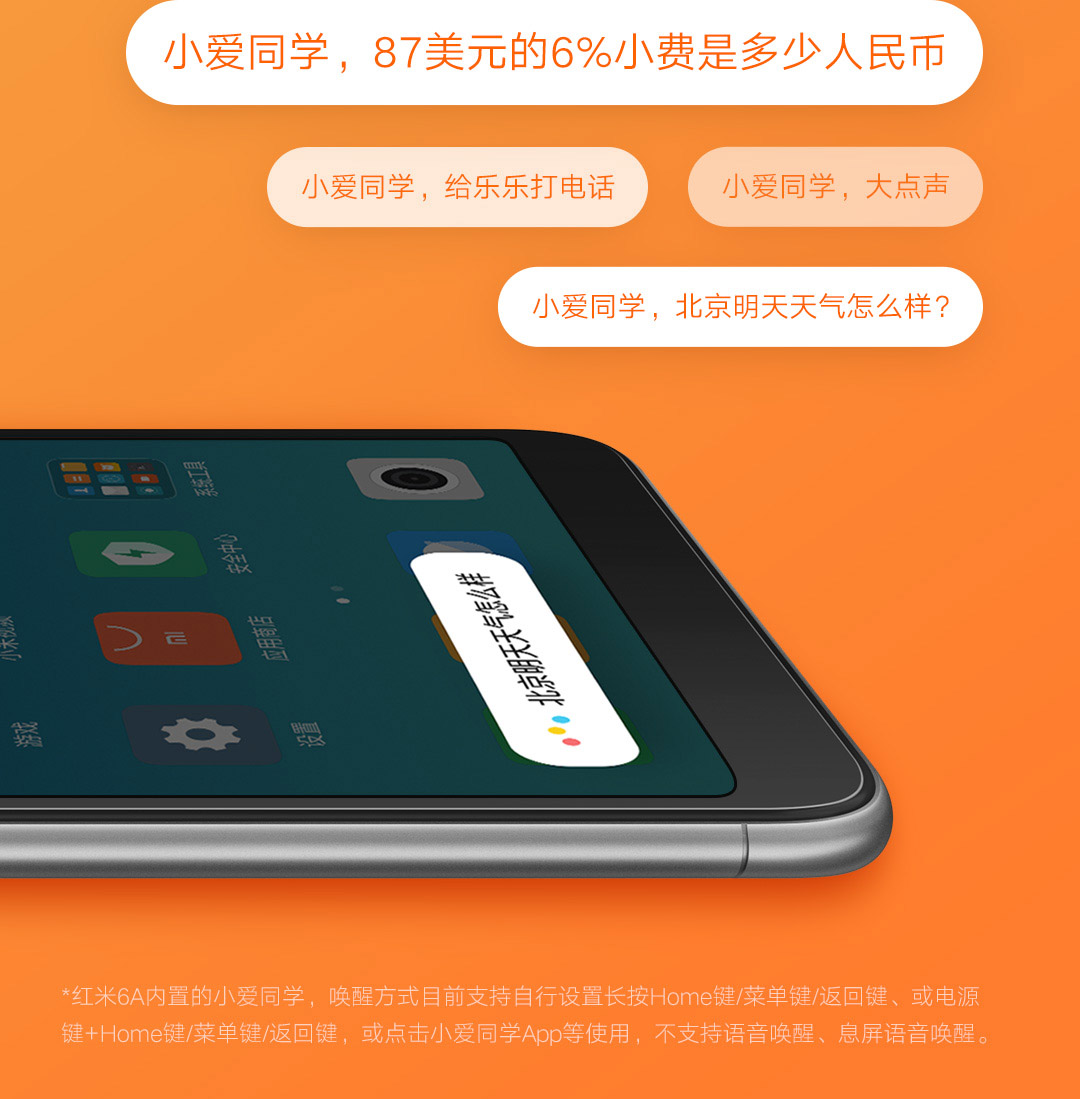 小爱同学，87美元的6%小费是多少人民币
小爱同学，给乐乐打电话
小爱同学，大点声
小爱同学，北京明天天气怎么样？
系统工具
安全中心
小米视频
应用商店
游戏
设置
北京明天天气怎么样
*红米6A内置的小爱同学，唤醒方式目前支持自行设置长按Home键/菜单键/返回键、或电源
键+Home键/菜单键/返回键，或点击小爱同学App等使用，不支持语音唤醒、息屏语音唤醒。